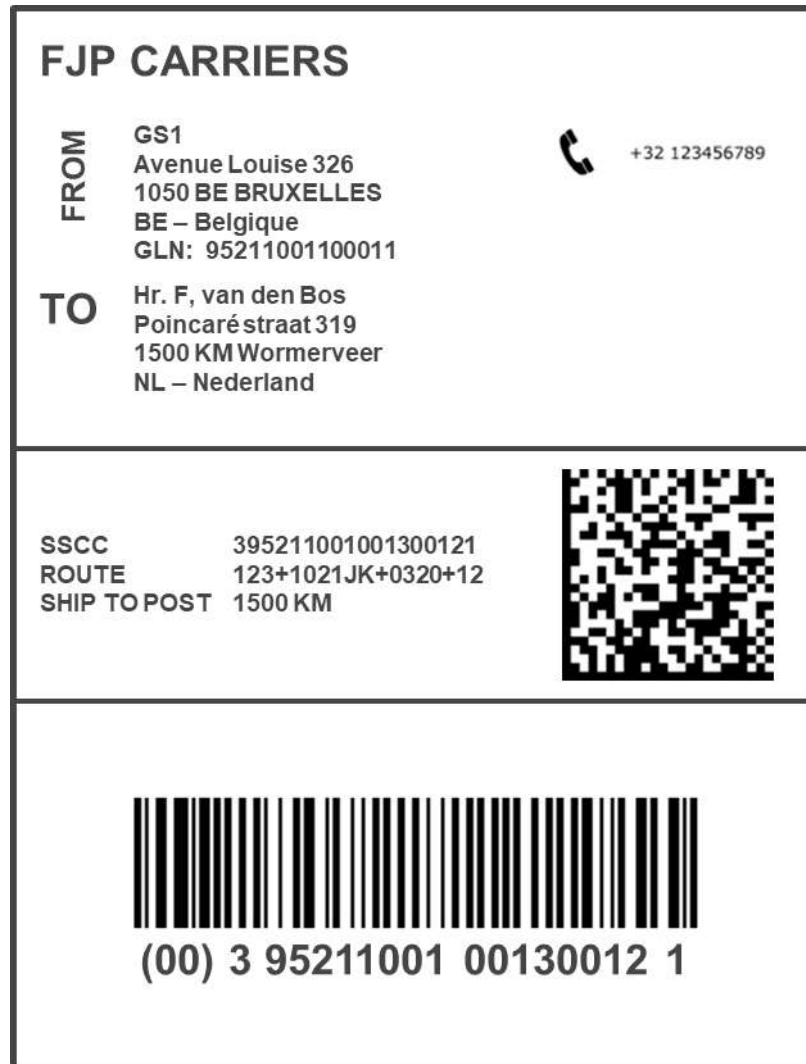 FJP CARRIERS
FROM
GS1
Avenue Louise 326
1050 BE BRUXELLES
BE – Belgique
GLN: 95211001100011
+32 123456789
TO
Hr. F, van den Bos
Poincaréstraat 319
1500 KM Wormerveer
NL – Nederland
SSCC 395211001001300121
ROUTE 123+1021JK+0320+12
SHIP TO POST 1500 KM
(00) 3 95211001 00130012 1